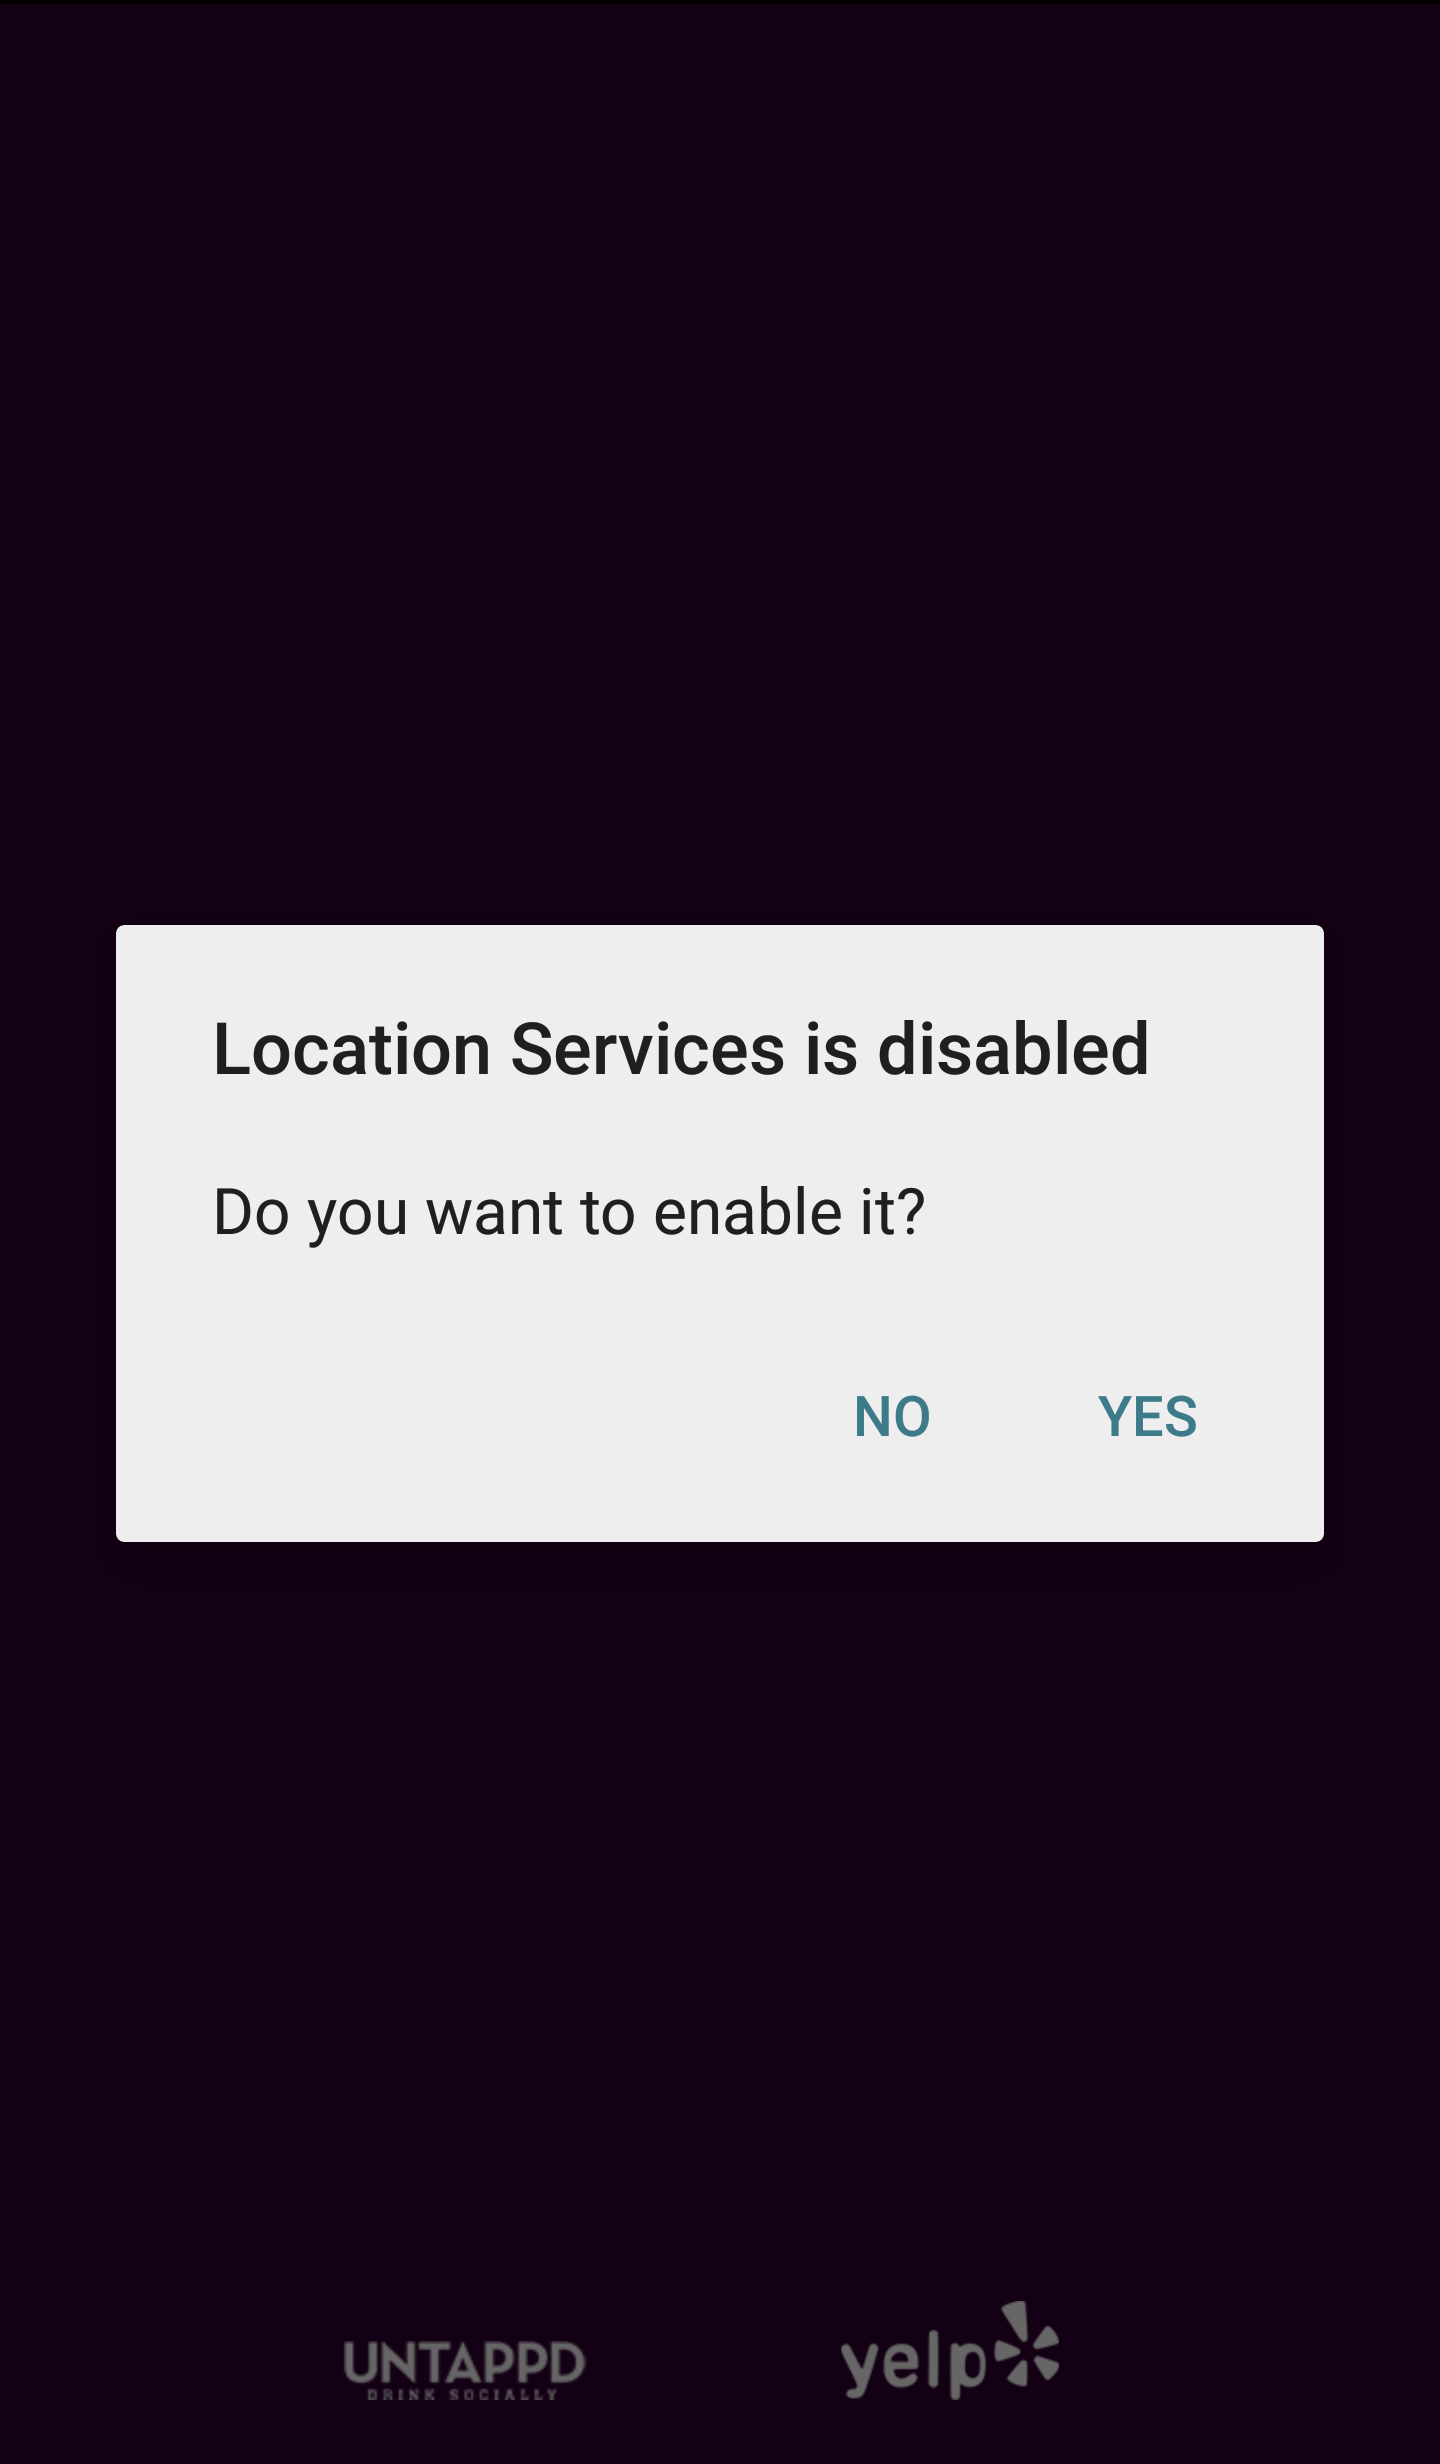 Location Services is disabled
Do you want to enable it?
NO YES
UNTAPPD yelp
DRINK SOCIALLY